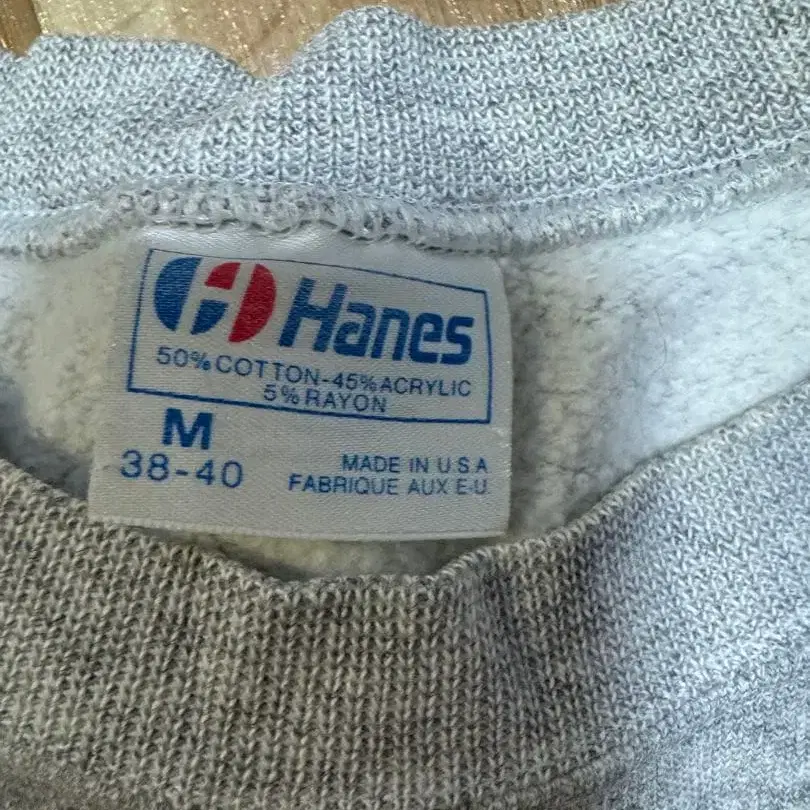 Hanes
50% COTTON-45% ACRYLIC
5% RAYON
M
38-40
MADE IN U.S.A
FABRIQUE AUX E-U